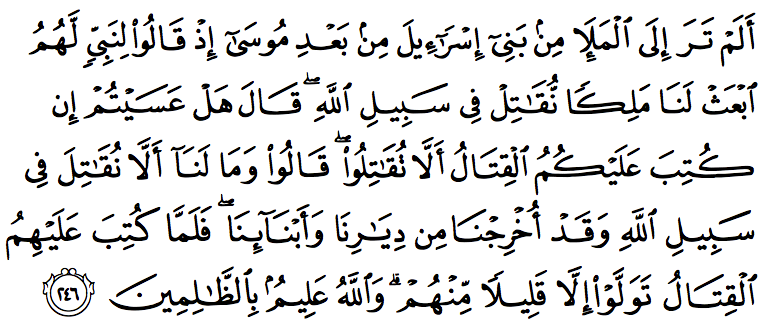 أَلَمْ تَرَ إِلَى ٱلْمَلَإِ مِنۢ بَنِىٓ إِسْرَٰٓءِيلَ مِنۢ بَعْدِ مُوسَىٰٓ إِذْ قَالُوا۟ لِنَبِىٍّۢ لَّهُمُ
ٱبْعَثْ لَنَا مَلِكًۭا نُّقَٰتِلْ فِى سَبِيلِ ٱللَّهِ ۖ قَالَ هَلْ عَسَيْتُمْ إِن
كُتِبَ عَلَيْكُمُ ٱلْقِتَالُ أَلَّا تُقَٰتِلُوا۟ ۖ قَالُوا۟ وَمَا لَنَآ أَلَّا نُقَٰتِلَ فِى
سَبِيلِ ٱللَّهِ وَقَدْ أُخْرِجْنَا مِن دِيَٰرِنَا وَأَبْنَآئِنَا ۖ فَلَمَّا كُتِبَ عَلَيْهِمُ
ٱلْقِتَالُ تَوَلَّوْا۟ إِلَّا قَلِيلًۭا مِّنْهُمْ ۗ وَٱللَّهُ عَلِيمٌۢ بِٱلظَّٰلِمِينَ ٢٤٦